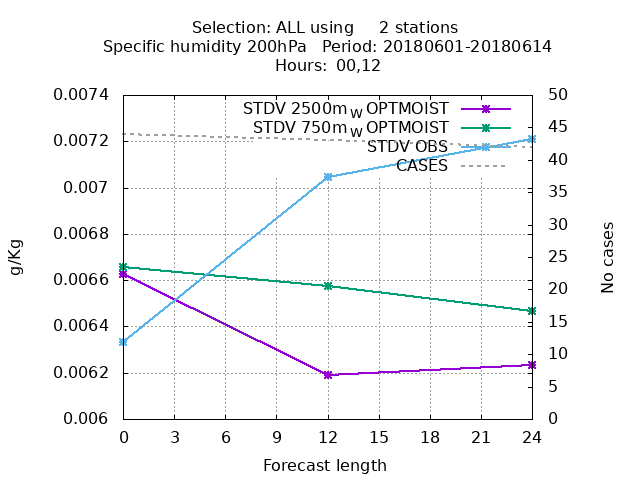 Selection: ALL using     2 stations
Specific humidity 200hPa   Period: 20180601-20180614
Hours: 00,12
STDV 2500m_W OPTMOIST
STDV 750m_W OPTMOIST
STDV OBS
CASES
0.0074
0.0072
0.007
0.0068
0.0066
0.0064
0.0062
0.006
g/Kg
50
45
40
35
30
25
20
15
10
5
0
No cases
0 3 6 9 12 15 18 21 24
Forecast length